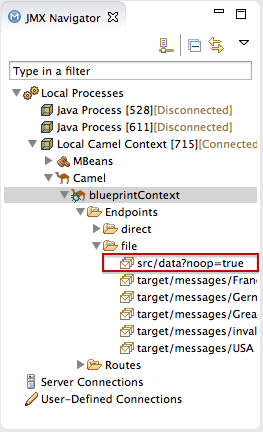 JMX Navigator
Type in a filter
Local Processes
Java Process [528][Disconnected]
Java Process [611][Disconnected]
Local Camel Context [715][Connected
MBeans
Camel
blueprintContext
Endpoints
direct
file
src/data?noop=true
target/messages/Fran
target/messages/Gern
target/messages/Grea
target/messages/inval
target/messages/USA
Routes
Server Connections
User-Defined Connections